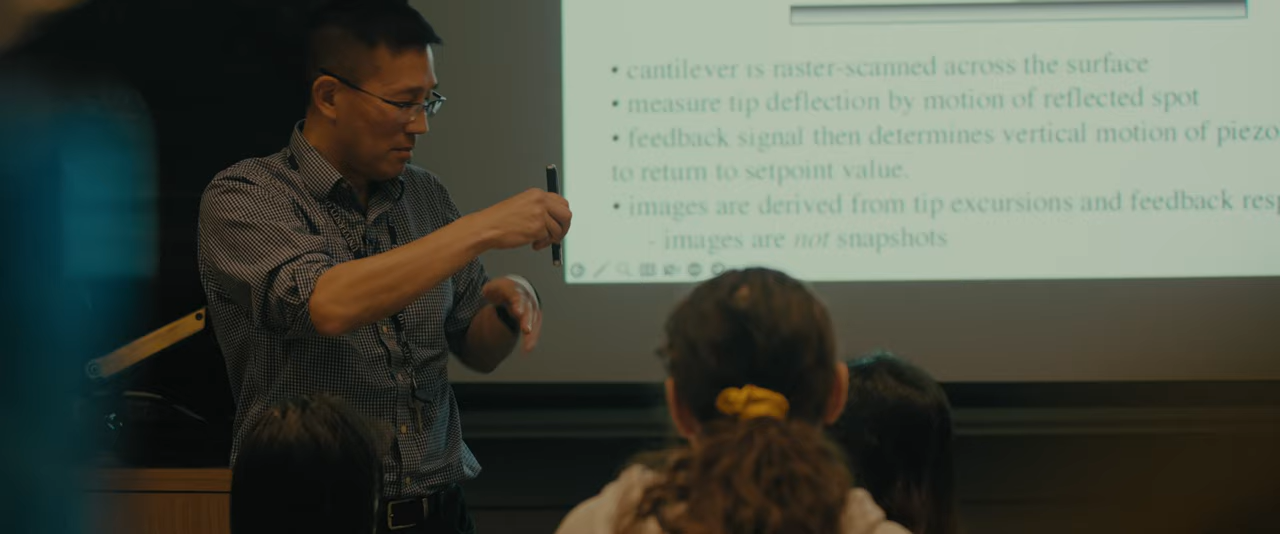 • cantilever is raster-scanned across the surface
• measure tip deflection by motion of reflected spot
• feedback signal then determines vertical motion of piezo
to return to setpoint value.
• images are derived from tip excursions and feedback
- images are not snapshots